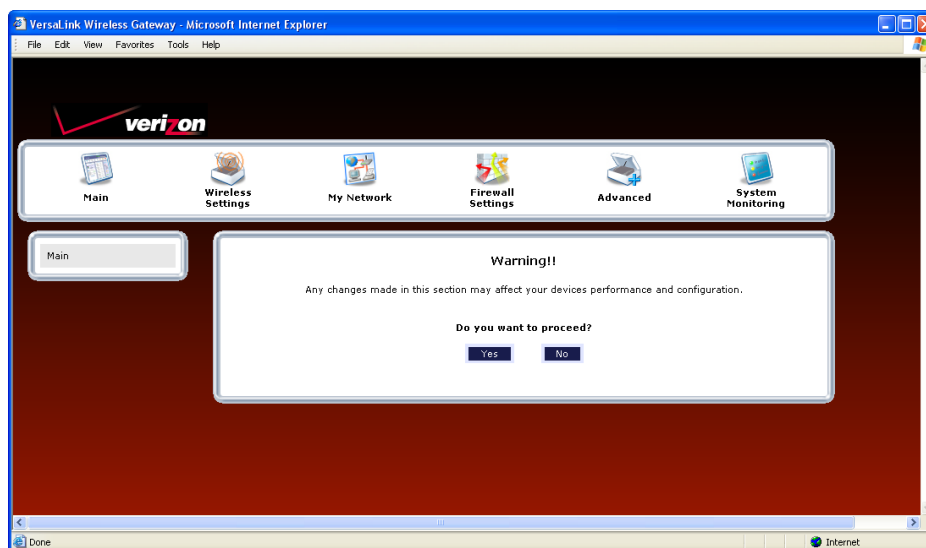 VersaLink Wireless Gateway - Microsoft Internet Explorer
File Edit View Favorites Tools Help
verizon
Main
Wireless Settings
My Network
Firewall Settings
Advanced
System Monitoring
Main
Warning!!
Any changes made in this section may affect your devices performance and configuration.
Do you want to proceed?
Yes No
Done Internet